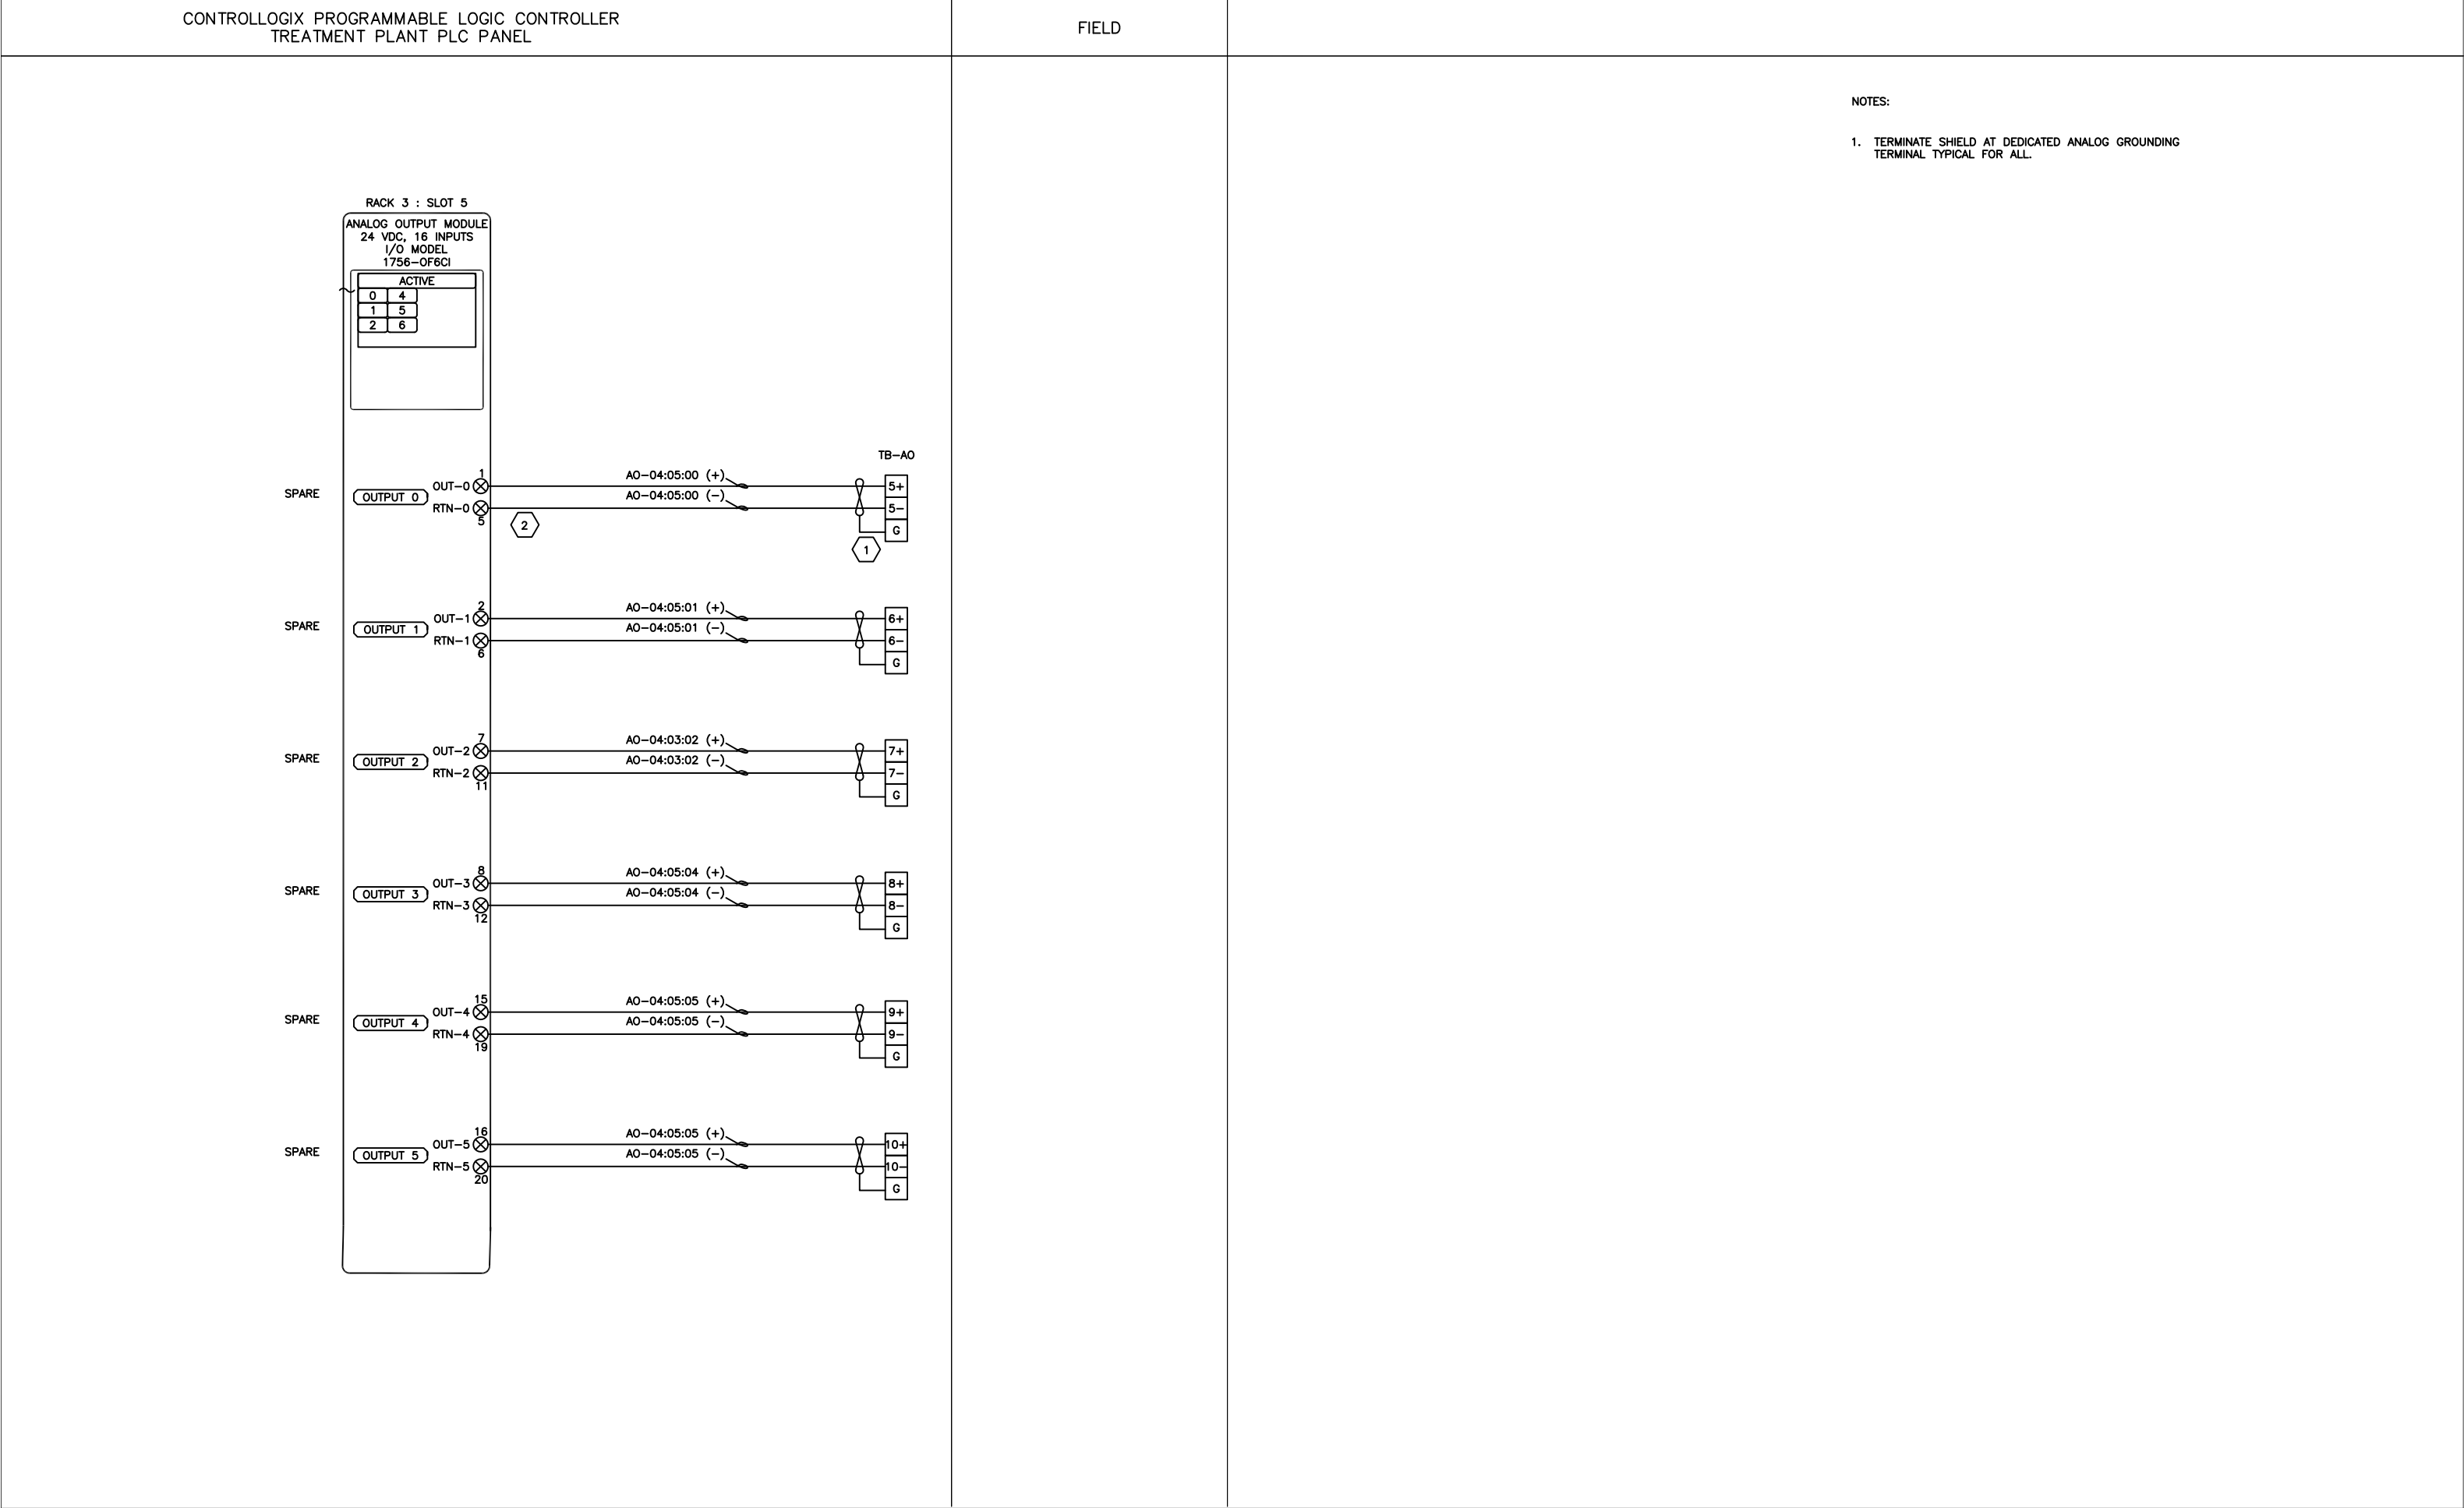 CONTROLLOGIX PROGRAMMABLE LOGIC CONTROLLER
TREATMENT PLANT PLC PANEL
FIELD
NOTES:
1. TERMINATE SHIELD AT DEDICATED ANALOG GROUNDING
TERMINAL TYPICAL FOR ALL.
RACK 3 : SLOT 5
ANALOG OUTPUT MODULE
24 VDC, 16 INPUTS
I/O MODEL
1756-OF6CI
ACTIVE
0 4
1 5
2 6
TB-AO
SPARE
OUTPUT 0
1
OUT-0
RTN-0
5
AO-04:05:00 (+)
AO-04:05:00 (-)
2
5+
5-
G
1
SPARE
OUTPUT 1
2
OUT-1
RTN-1
6
AO-04:05:01 (+)
AO-04:05:01 (-)
6+
6-
G
SPARE
OUTPUT 2
7
OUT-2
RTN-2
11
AO-04:03:02 (+)
AO-04:03:02 (-)
7+
7-
G
SPARE
OUTPUT 3
8
OUT-3
RTN-3
12
AO-04:05:04 (+)
AO-04:05:04 (-)
8+
8-
G
SPARE
OUTPUT 4
15
OUT-4
RTN-4
19
AO-04:05:05 (+)
AO-04:05:05 (-)
9+
9-
G
SPARE
OUTPUT 5
16
OUT-5
RTN-5
20
AO-04:05:05 (+)
AO-04:05:05 (-)
10+
10-
G